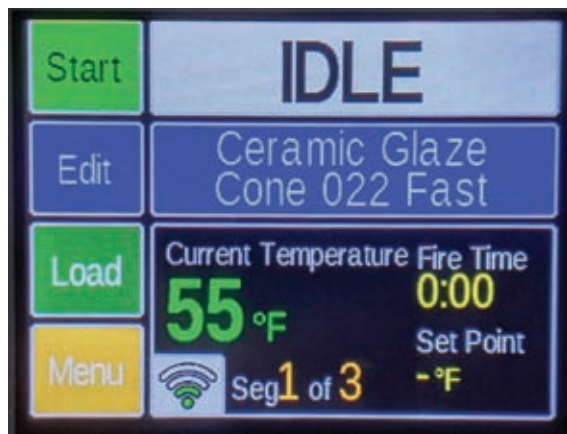 Start
IDLE
Edit
Ceramic Glaze
Cone 022 Fast
Load
Current Temperature
55 °F
Fire Time
0:00
Set Point
- °F
Menu
Seg1 of 3